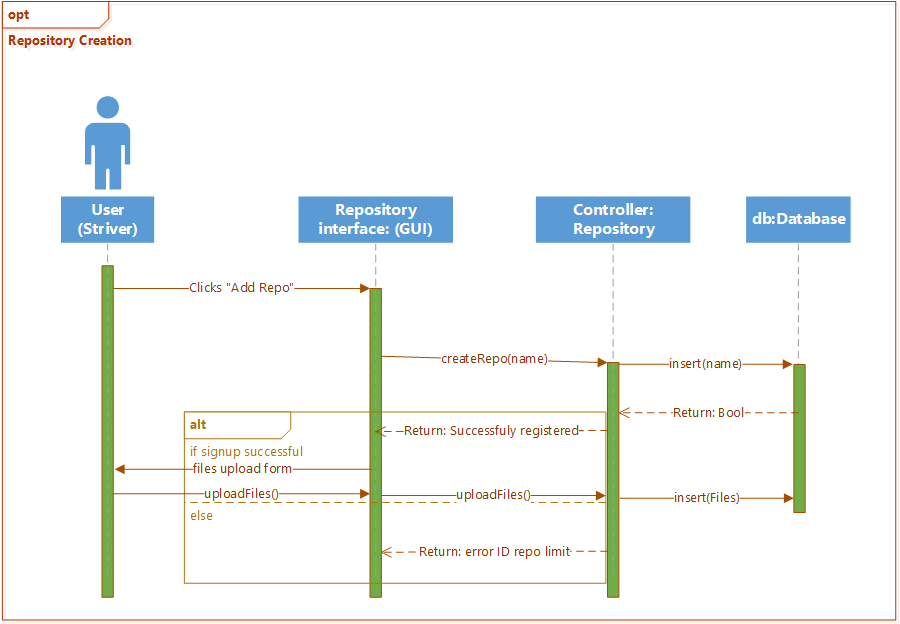 opt
Repository Creation
User
(Striver)
Repository
interface: (GUI)
Controller:
Repository
db:Database
Clicks "Add Repo"
createRepo(name)
insert(name)
Return: Bool
alt
Return: Successfuly registered
if signup successful
files upload form
uploadFiles()
uploadFiles()
insert(Files)
else
Return: error ID repo limit